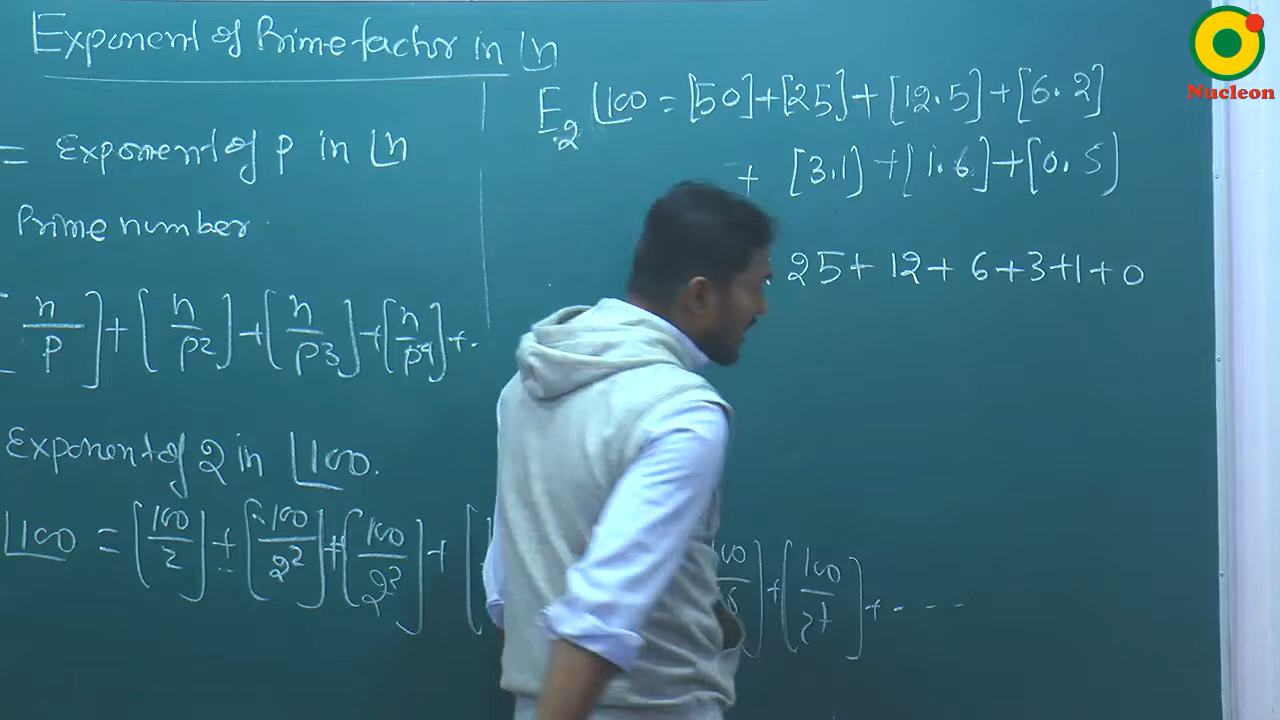 Exponent of Prime factor in ⌊n
= Exponent of p in ⌊n
Prime number
[n/p] + [n/p2] + [n/p3] + [n/p4] + .
Exponent of 2 in ⌊100.
⌊100 = [100/2] + [100/2²] + [100/2³] + [ 00/6] + [100/27] + - - - -
E2 ⌊100 = [50] + [25] + [12.5] + [6.2]
+ [3.1] + [1.6] + [0.5]
25 + 12 + 6 + 3 + 1 + 0
Nucleon